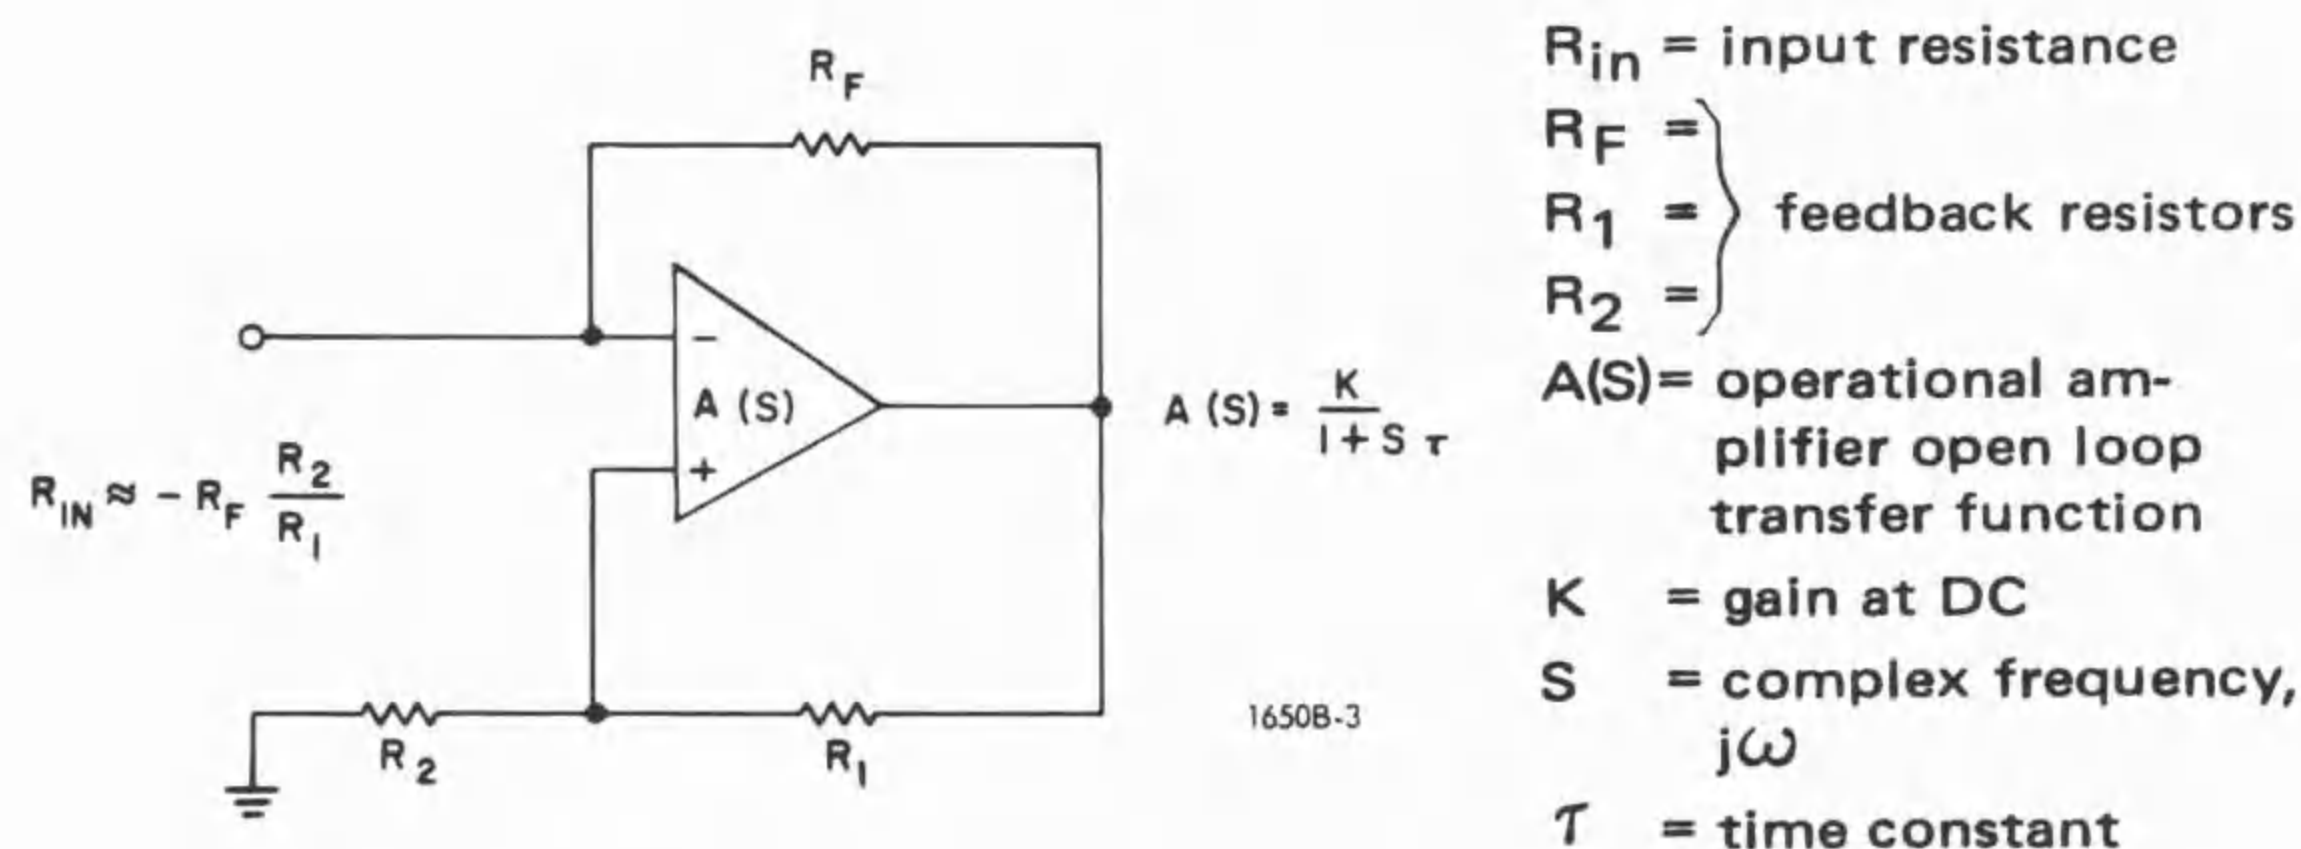 R_F
A (S)
-
+
A (S) = K / 1 + S τ
R_IN ≈ - R_F R_2 / R_1
R_2
R_1
1650B-3
R_in = input resistance
R_F =
R_1 = } feedback resistors
R_2 =
A(S)= operational am-
plifier open loop
transfer function
K = gain at DC
S = complex frequency,
jω
τ = time constant